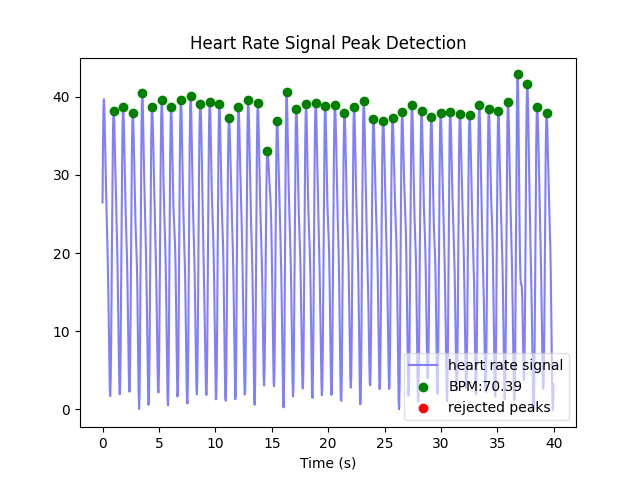 Heart Rate Signal Peak Detection
40
30
20
10
0
heart rate signal
BPM:70.39
rejected peaks
0
5
10
15
20
25
30
35
40
Time (s)